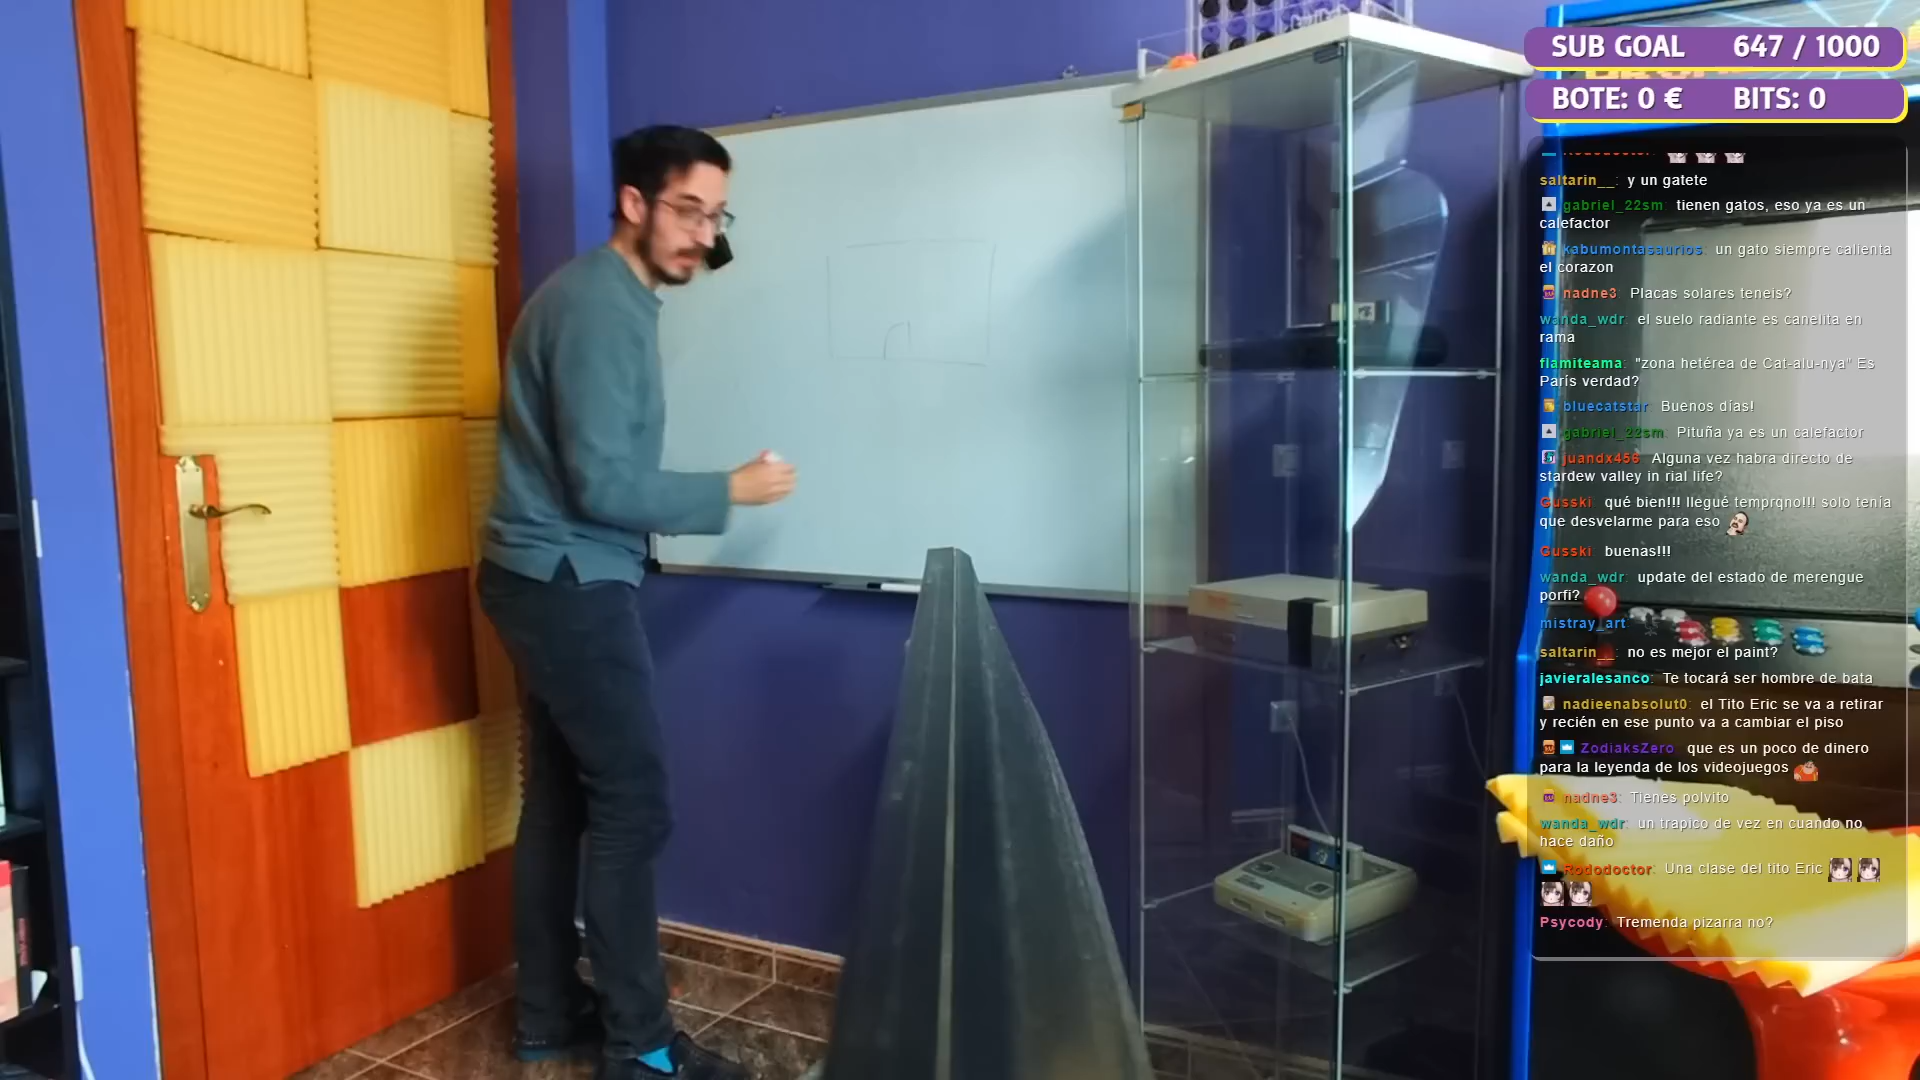 SUB GOAL 647 / 1000
BOTE: 0 € BITS: 0
saltarin__: y un gatete
gabriel_22sm: tienen gatos, eso ya es un
calefactor
kabumontasaurios: un gato siempre calienta
el corazon
nadne3: Placas solares teneis?
wanda_wdr: el suelo radiante es canelita en
rama
flamiteama: "zona hetérea de Cat-alu-nya" Es
París verdad?
bluecatstar: Buenos días!
gabriel_22sm: Pituña ya es un calefactor
juandx456: Alguna vez habra directo de
stardew valley in rial life?
Gusski: qué bien!!! llegué temprqno!!! solo tenía
que desvelarme para eso
Gusski: buenas!!!
wanda_wdr: update del estado de merengue
porfi?
mistray_art
saltarin__: no es mejor el paint?
javieralesanco: Te tocará ser hombre de bata
nadieenabsolut0: el Tito Eric se va a retirar
y recién en ese punto va a cambiar el piso
ZodiaksZero: que es un poco de dinero
para la leyenda de los videojuegos
nadne3: Tienes polvito
wanda_wdr: un trapico de vez en cuando no
hace daño
Rododoctor: Una clase del tito Eric
Psycody: Tremenda pizarra no?